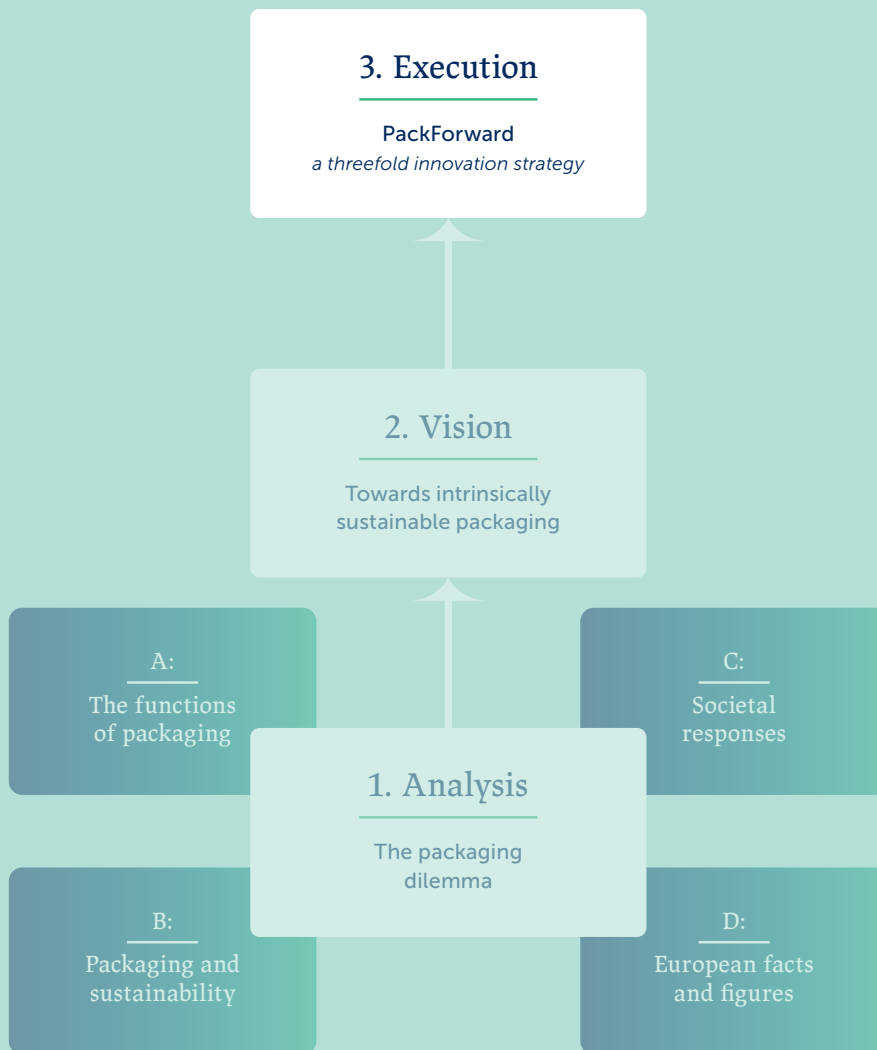 3. Execution
PackForward
a threefold innovation strategy
2. Vision
Towards intrinsically
sustainable packaging
A:
The functions
of packaging
C:
Societal
responses
1. Analysis
The packaging
dilemma
B:
Packaging and
sustainability
D:
European facts
and figures